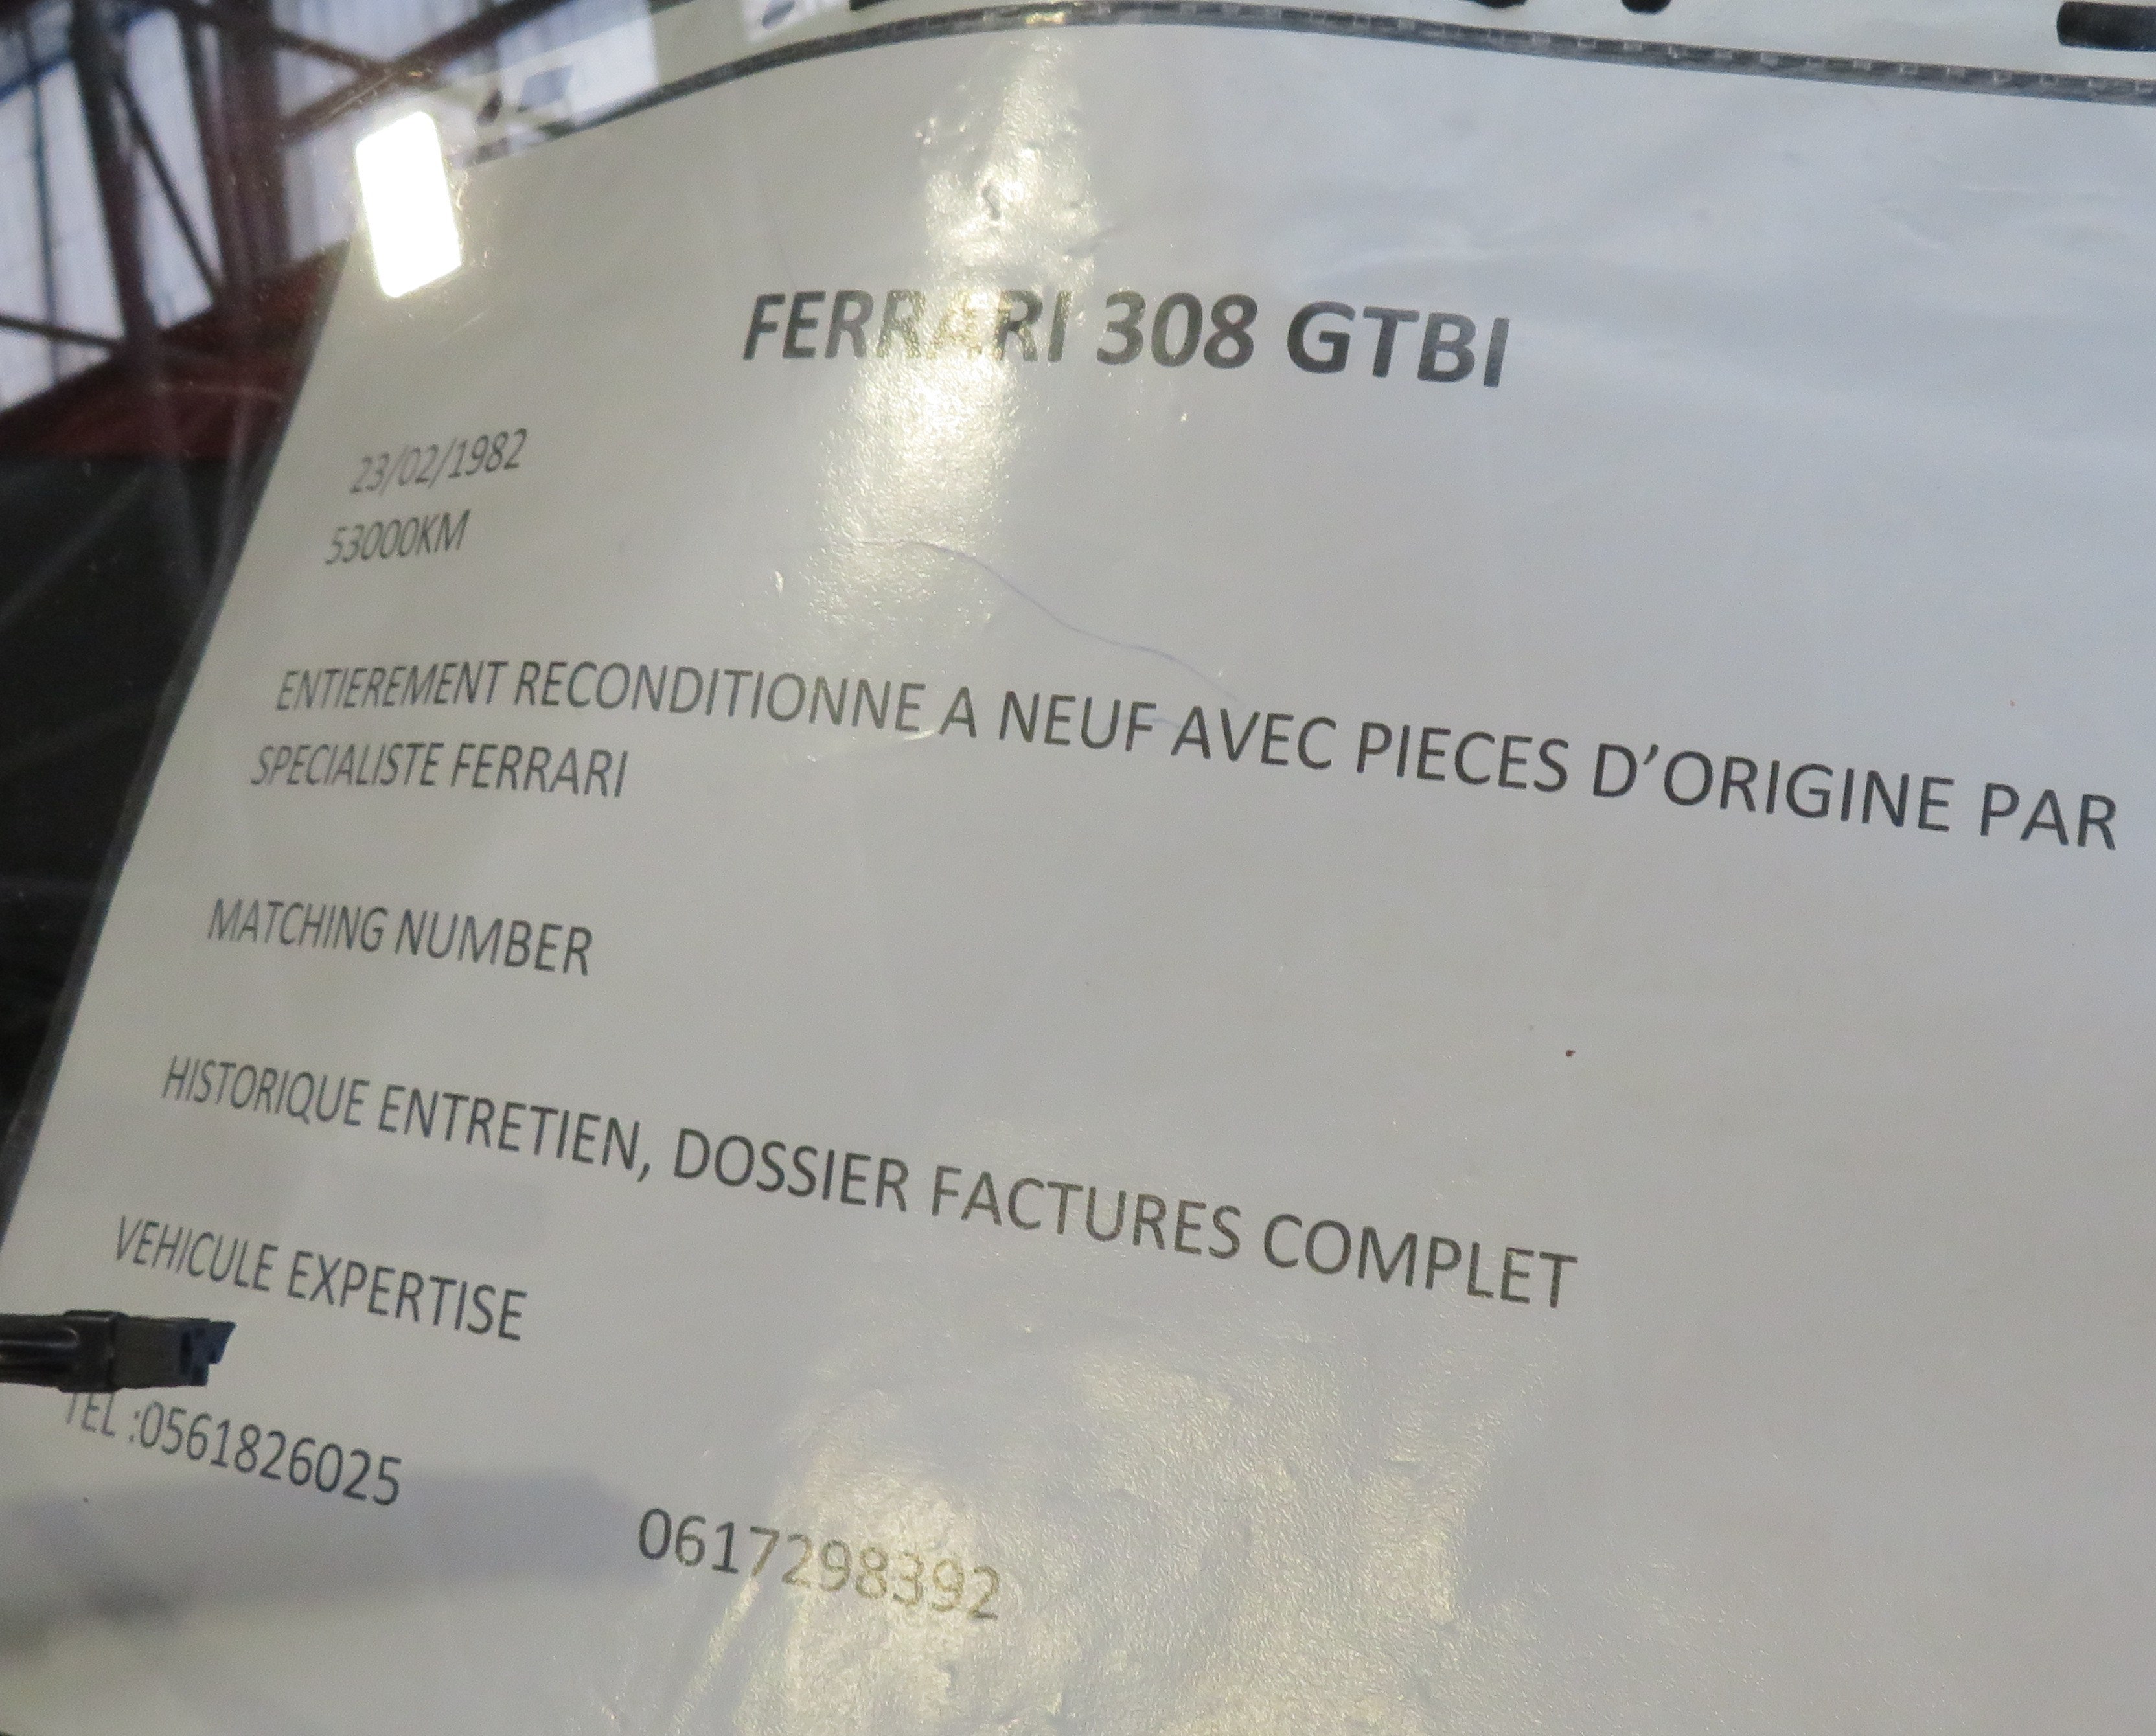 FERRARI 308 GTBI
23/02/1982
53000KM
ENTIEREMENT RECONDITIONNE A NEUF AVEC PIECES D'ORIGINE PAR
SPECIALISTE FERRARI
MATCHING NUMBER
HISTORIQUE ENTRETIEN, DOSSIER FACTURES COMPLET
VEHICULE EXPERTISE
TEL :0561826025
0617298392